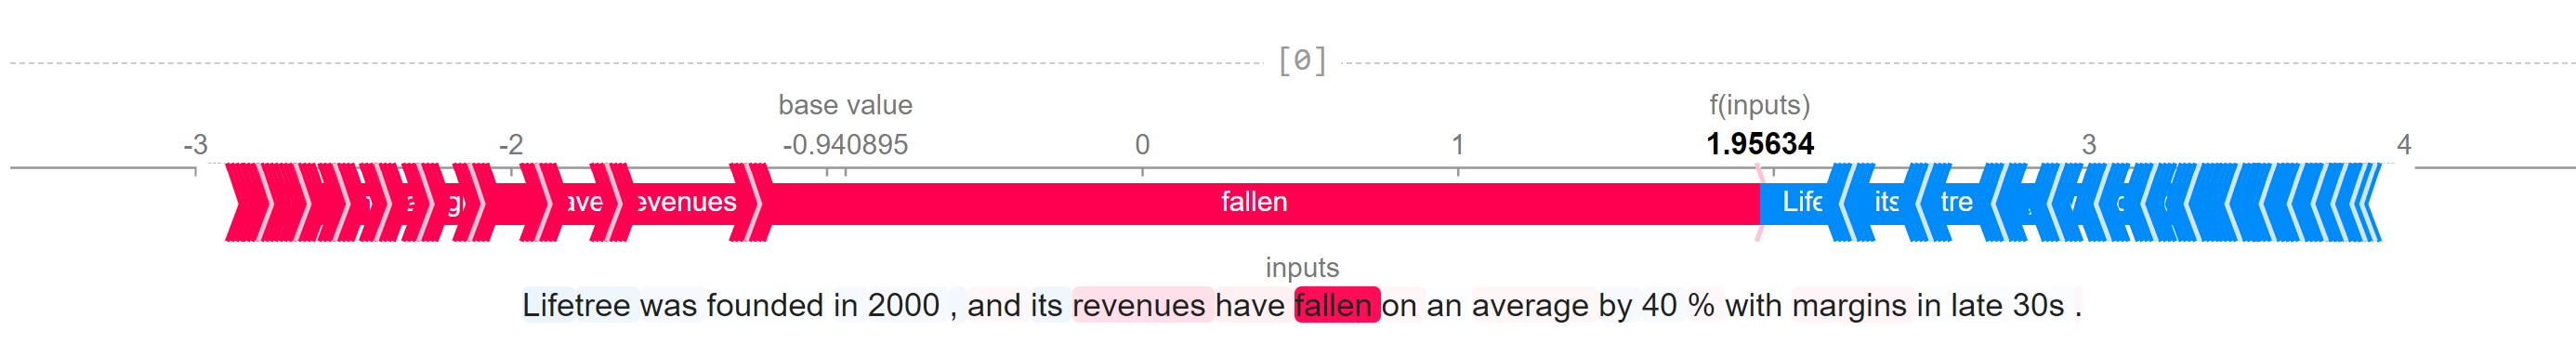 [0]
base value f(inputs)
-3 -2 -0.940895 0 1 1.95634 3 4
ave evenues fallen Life its tre
inputs
Lifetree was founded in 2000 , and its revenues have fallen on an average by 40 % with margins in late 30s .